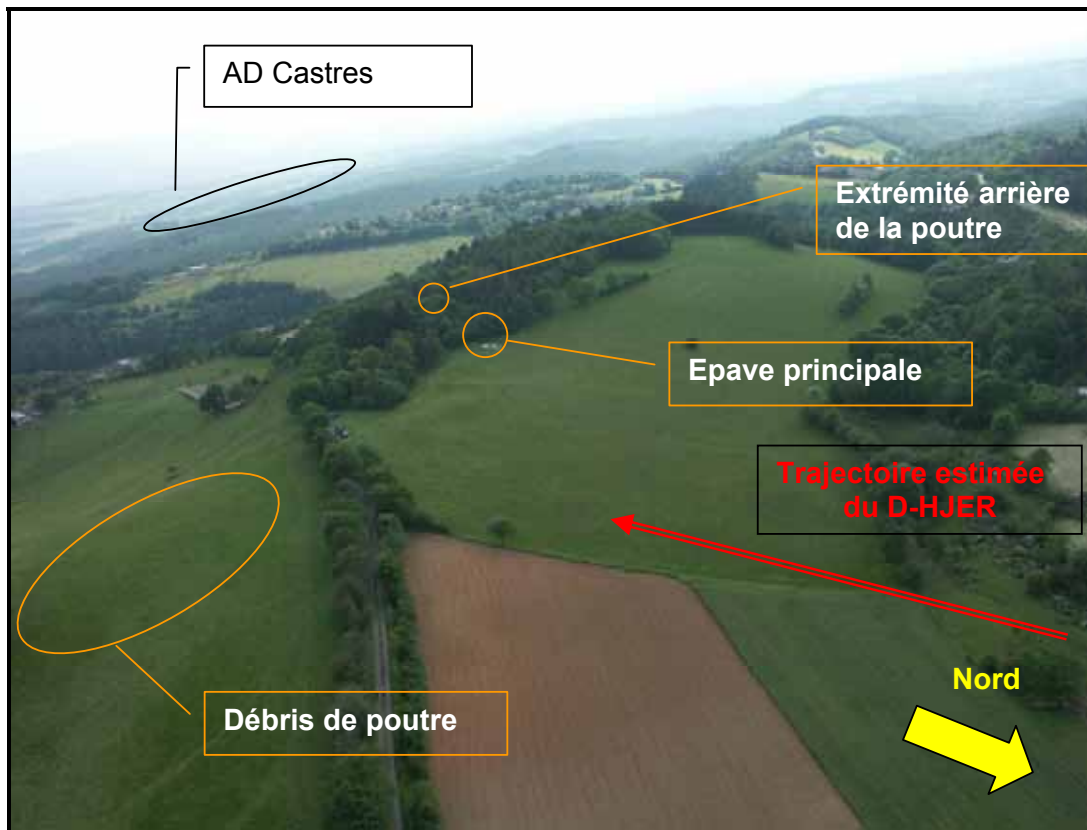 AD Castres
Extrémité arrière
de la poutre
Epave principale
Trajectoire estimée
du D-HJER
Nord
Débris de poutre